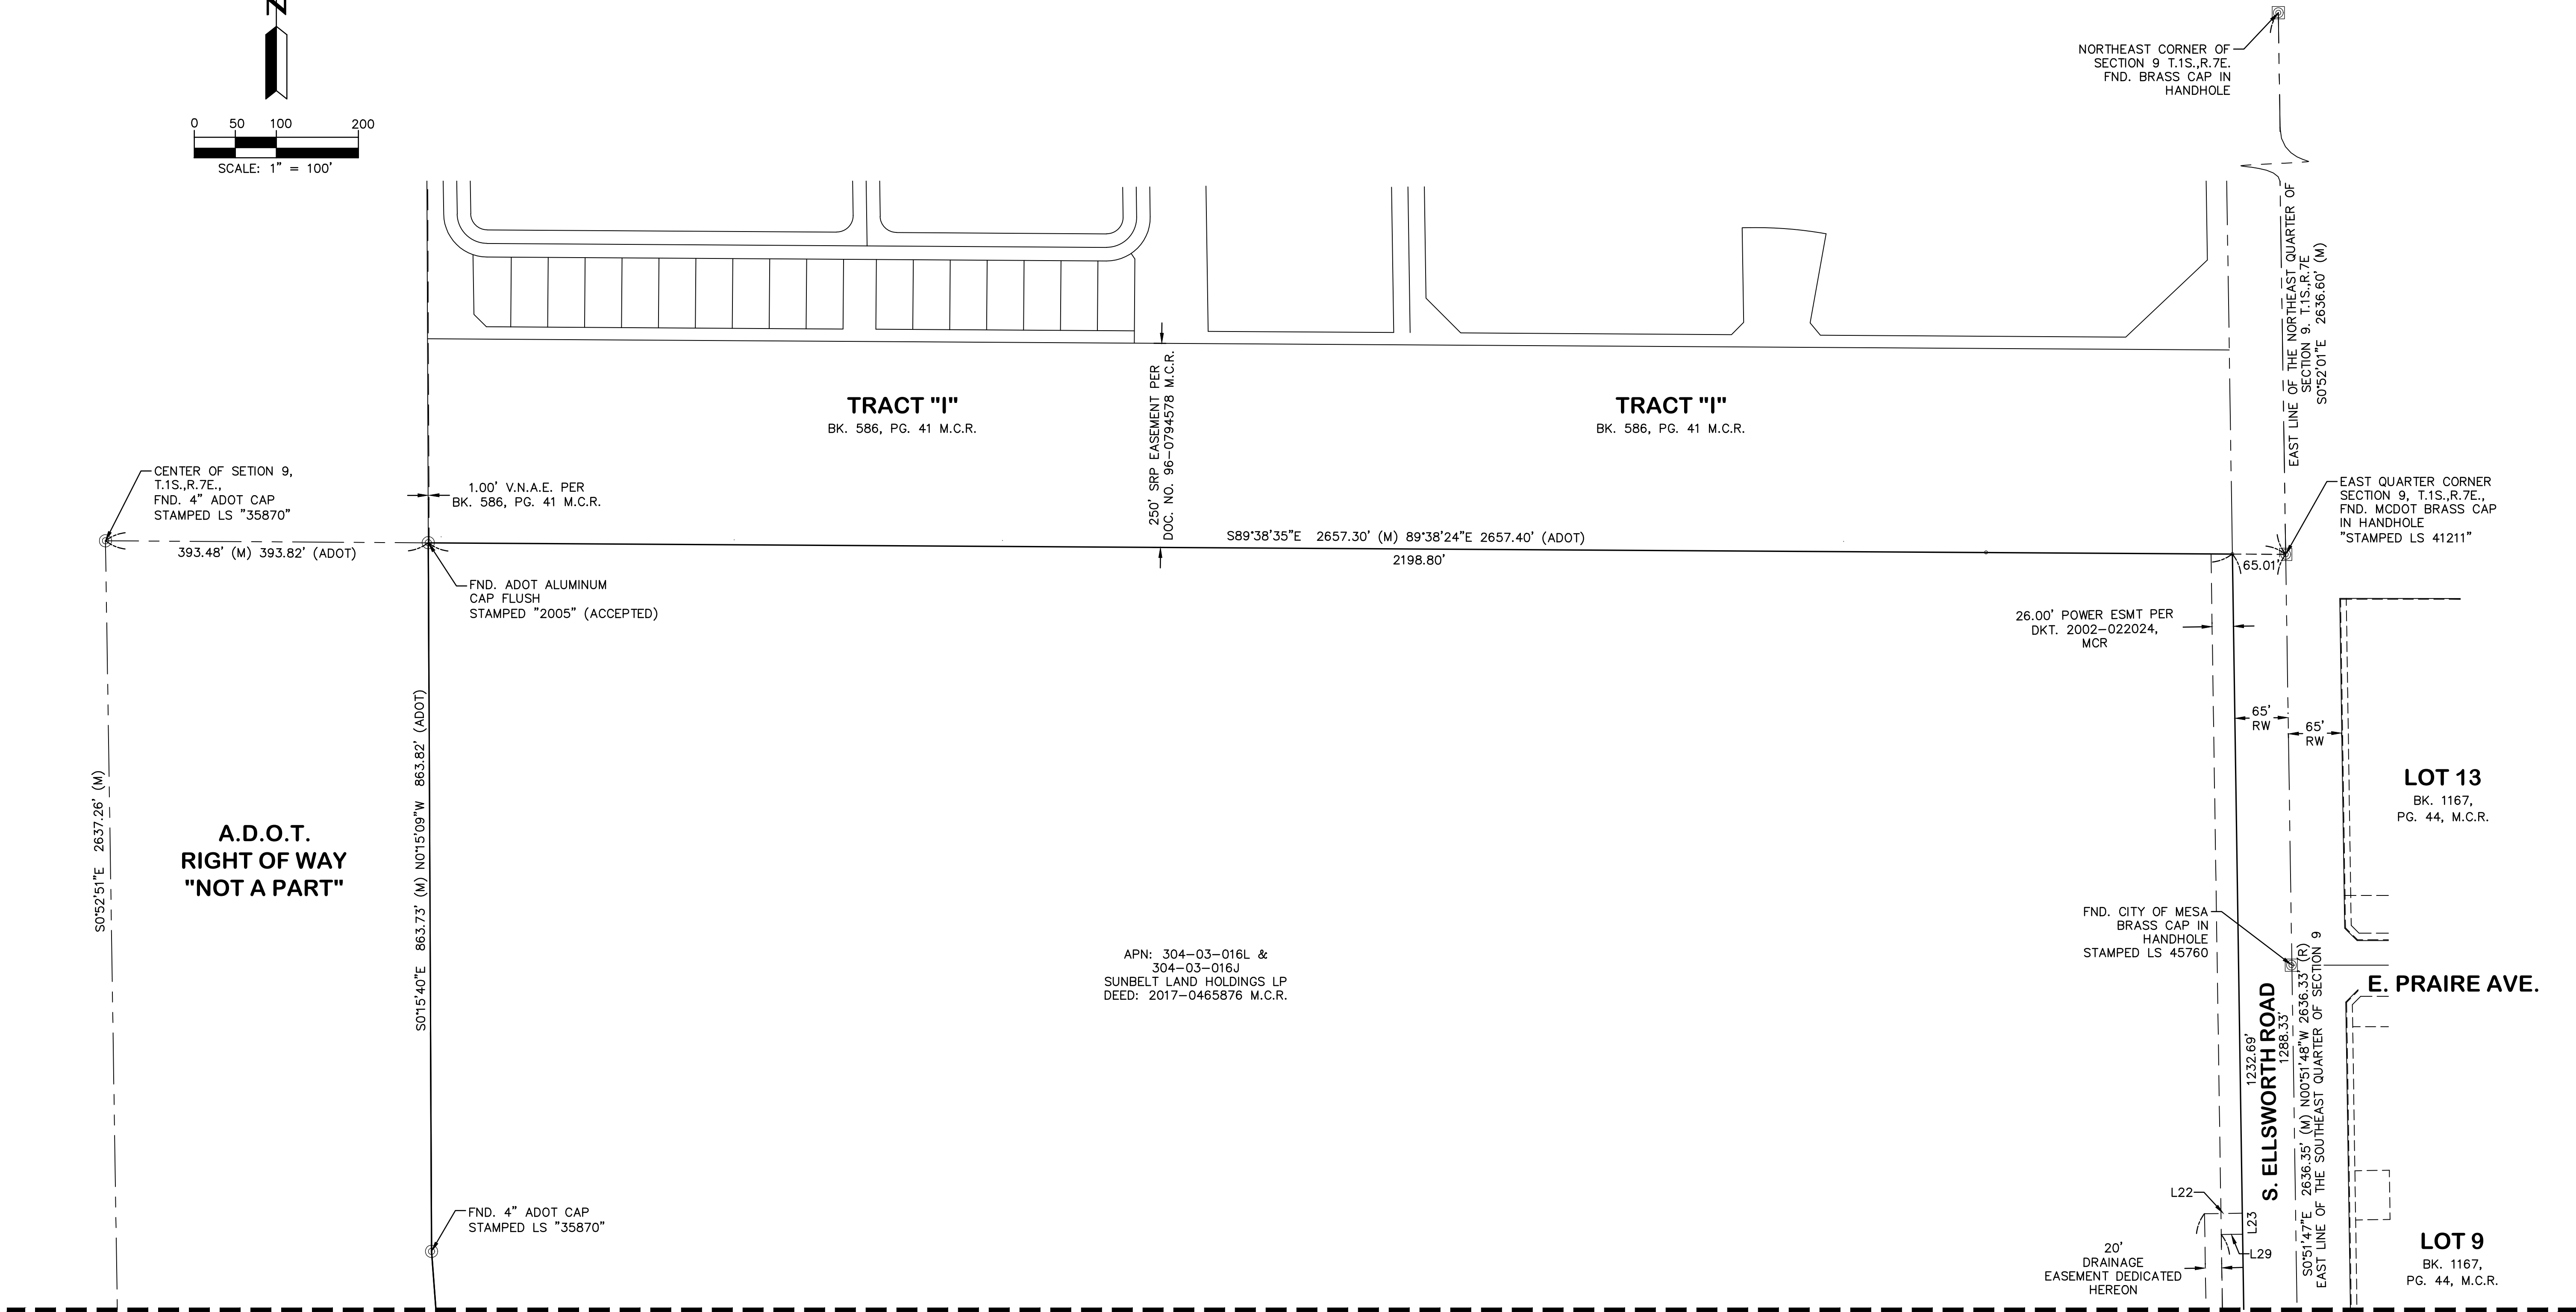 N
0 50 100 200
SCALE: 1" = 100'
NORTHEAST CORNER OF
SECTION 9 T.1S.,R.7E.
FND. BRASS CAP IN
HANDHOLE
EAST LINE OF THE NORTHEAST QUARTER OF
SECTION 9. T.1S.,R.7E
S0°52'01"E 2636.60' (M)
TRACT "I"
BK. 586, PG. 41 M.C.R.
250' SRP EASEMENT PER
DOC. NO. 96-0794578 M.C.R.
TRACT "I"
BK. 586, PG. 41 M.C.R.
CENTER OF SETION 9,
T.1S.,R.7E.,
FND. 4" ADOT CAP
STAMPED LS "35870"
1.00' V.N.A.E. PER
BK. 586, PG. 41 M.C.R.
EAST QUARTER CORNER
SECTION 9, T.1S.,R.7E.,
FND. MCDOT BRASS CAP
IN HANDHOLE
"STAMPED LS 41211"
393.48' (M) 393.82' (ADOT)
S89°38'35"E 2657.30' (M) 89°38'24"E 2657.40' (ADOT)
2198.80'
65.01'
FND. ADOT ALUMINUM
CAP FLUSH
STAMPED "2005" (ACCEPTED)
26.00' POWER ESMT PER
DKT. 2002-022024,
MCR
65'
RW
65'
RW
S0°52'51"E 2637.26' (M)
A.D.O.T.
RIGHT OF WAY
"NOT A PART"
S0°15'40"E 863.73' (M) N0°15'09"W 863.82' (ADOT)
LOT 13
BK. 1167,
PG. 44, M.C.R.
APN: 304-03-016L &
304-03-016J
SUNBELT LAND HOLDINGS LP
DEED: 2017-0465876 M.C.R.
FND. CITY OF MESA
BRASS CAP IN
HANDHOLE
STAMPED LS 45760
E. PRAIRE AVE.
1232.69'
S. ELLSWORTH ROAD
1288.33'
S0°51'47"E 2636.35' (M) N00°51'48"W 2636.33' (R)
EAST LINE OF THE SOUTHEAST QUARTER OF SECTION 9
FND. 4" ADOT CAP
STAMPED LS "35870"
L22
L23
L29
20'
DRAINAGE
EASEMENT DEDICATED
HEREON
LOT 9
BK. 1167,
PG. 44, M.C.R.